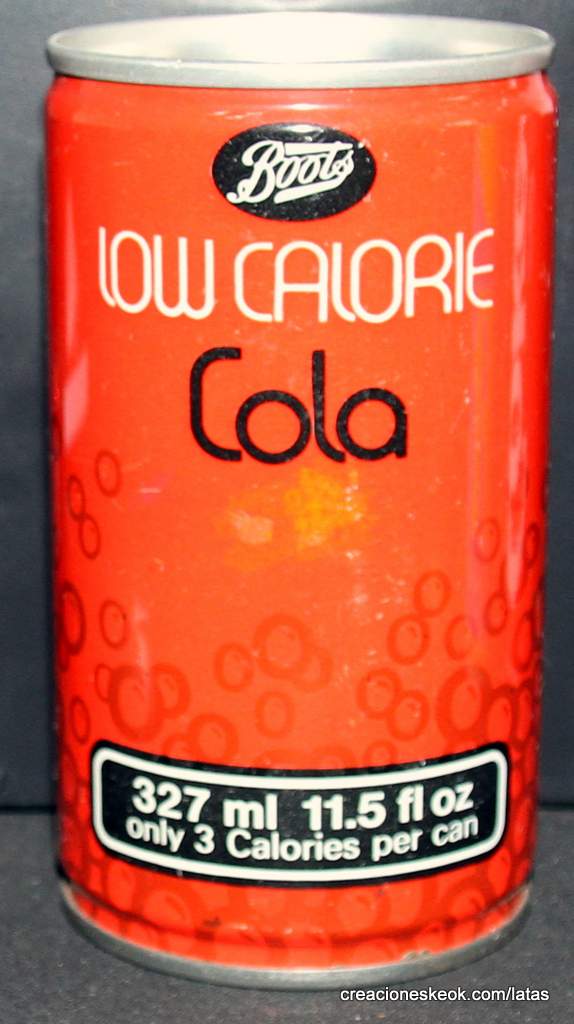 Boots
LOW CALORIE
Cola
327 ml 11.5 fl oz
only 3 Calories per can
creacioneskeok.com/latas